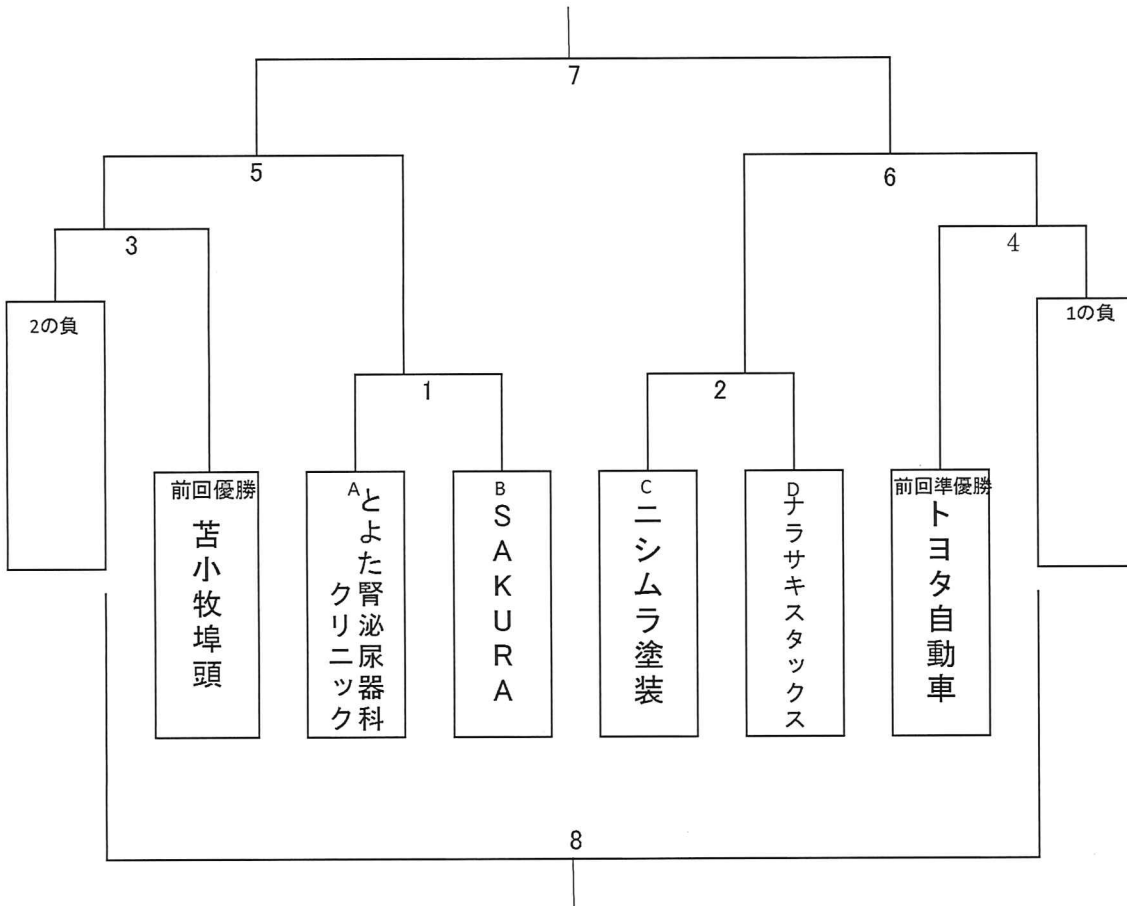 7
5
6
3
4
2の負
1の負
1
2
前回優勝
苫小牧埠頭
A
とよた腎泌尿器科
クリニック
B
SAKURA
C
ニシムラ塗装
D
ナラサキスタックス
前回準優勝
トヨタ自動車
8